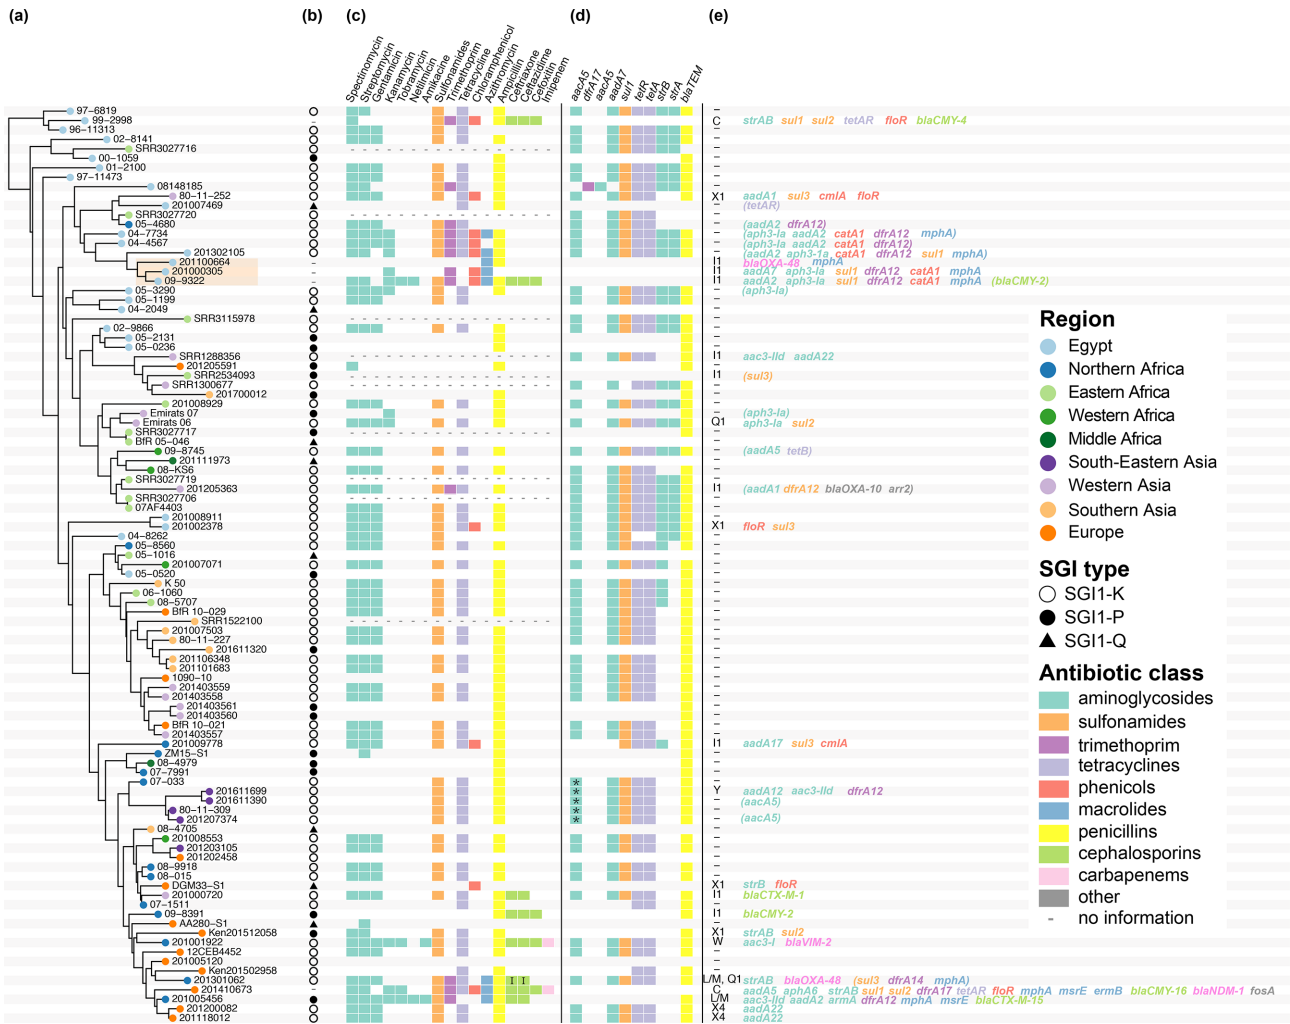 (a) (b) (c) (d) (e)
Spectinomycin
Streptomycin
Gentamicin
Kanamycin
Tobramycin
Netilmicin
Amikacine
Sulfonamides
Trimethoprim
Tetracycline
Chloramphenicol
Azithromycin
Ampicillin
Ceftriaxone
Ceftazidime
Cefoxitin
Imipenem
aacA5
dfrA17
aacA5
aadA7
sul1
tetR
tetA
strB
strA
blaTEM
97–6819 –
99–2998 - C strAB sul1 sul2 tetAR floR blaCMY-4
96–11313 –
02–8141 –
SRR3027716 –
00–1059 –
01–2100 –
97–11473 –
08148185 –
80–11–252 X1 aadA1 sul3 cmlA floR
201007469 – (tetAR)
SRR3027720 –
05–4680 – (aadA2 dfrA12)
04–7734 – (aph3-Ia aadA2 catA1 dfrA12 mphA)
04–4567 – (aph3-Ia aadA2 catA1 dfrA12)
201302105 – (aadA2 aph3-1a catA1 dfrA12 sul1 mphA)
201100664 - I1 blaOXA-48 mphA
201000305 - I1 aadA7 aph3-Ia sul1 dfrA12 catA1 mphA
09–9322 - I1 aadA2 aph3-Ia sul1 dfrA12 catA1 mphA (blaCMY-2)
05–3290 – (aph3-Ia)
05–1199 –
04–2049 –
SRR3115978 –
02–9866 –
05–2131 –
05–0236 –
SRR1288356 I1 aac3-IId aadA22
201205591 –
SRR2534093 I1 (sul3)
SRR1300677 –
201700012 –
201008929 –
Emirats 07 – (aph3-Ia)
Emirats 06 Q1 aph3-Ia sul2
SRR3027717 –
BfR 05–046 –
09–8745 – (aadA5 tetB)
201111973 –
08–KS6 –
SRR3027719 –
201205363 I1 (aadA1 dfrA12 blaOXA-10 arr2)
SRR3027706 –
07AF4403 –
201008911 –
201002378 X1 floR sul3
04–8262 –
05–8560 –
05–1016 –
201007071 –
05–0520 –
K 50 –
06–1060 –
08–5707 –
BfR 10–029 –
SRR1522100 –
201007503 –
80–11–227 –
201611320 –
201106348 –
201101683 –
1090–10 –
201403559 –
201403558 –
201403561 –
201403560 –
BfR 10–021 –
201403557 –
201009778 I1 aadA17 sul3 cmlA
ZM15–S1 –
08–4979 –
07–7991 –
07–033 * –
201611699 * Y aadA12 aac3-IId dfrA12
201611390 * – (aacA5)
80–11–309 * –
201207374 * – (aacA5)
08–4705 –
201008553 –
201203105 –
201202458 –
08–9918 –
08–015 –
DGM33–S1 X1 strB floR
201000720 I1 blaCTX-M-1
07–1511 –
09–8391 I1 blaCMY-2
AA280–S1 –
Ken201512058 X1 strAB sul2
201001922 W aac3-I blaVIM-2
12CEB4452 –
201005120 –
Ken201502958 –
201301062 I I L/M, Q1 strAB blaOXA-48 (sul3 dfrA14 mphA)
201410673 - C aadA5 aphA6 strAB sul1 sul2 dfrA17 tetAR floR mphA msrE ermB blaCMY-16 blaNDM-1 fosA
201005456 L/M aac3-IId aadA2 armA dfrA12 mphA msrE blaCTX-M-15
201200082 X4 aadA22
201118012 X4 aadA22
Region
Egypt
Northern Africa
Eastern Africa
Western Africa
Middle Africa
South-Eastern Asia
Western Asia
Southern Asia
Europe
SGI type
SGI1-K
SGI1-P
SGI1-Q
Antibiotic class
aminoglycosides
sulfonamides
trimethoprim
tetracyclines
phenicols
macrolides
penicillins
cephalosporins
carbapenems
other
- no information